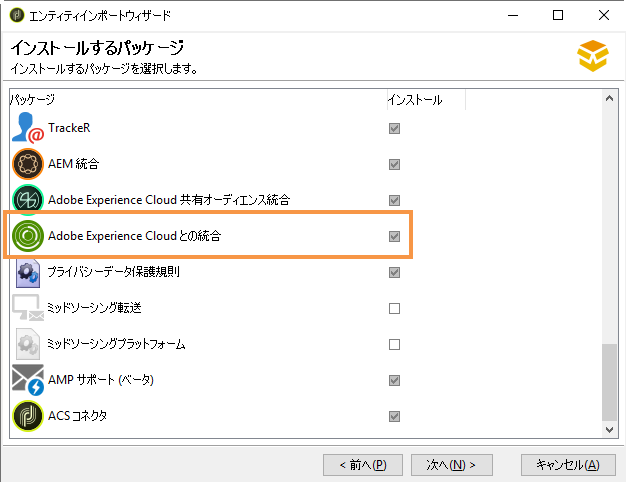 エンティティインポートウィザード
インストールするパッケージ
インストールするパッケージを選択します。
パッケージ インストール
TrackeR
AEM 統合
Adobe Experience Cloud 共有オーディエンス統合
Adobe Experience Cloudとの統合
プライバシーデータ保護規則
ミッドソーシング転送
ミッドソーシングプラットフォーム
AMP サポート (ベータ)
ACS コネクタ
< 前へ(P) 次へ(N) > キャンセル(A)